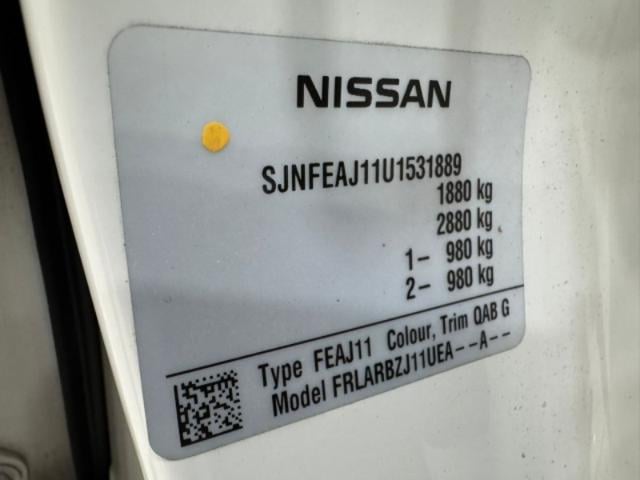 NISSAN
SJNFEAJ11U1531889
1880 kg
2880 kg
1- 980 kg
2- 980 kg
Type FEAJ11 Colour, Trim QAB G
Model FRLARBZJ11UEA--A--